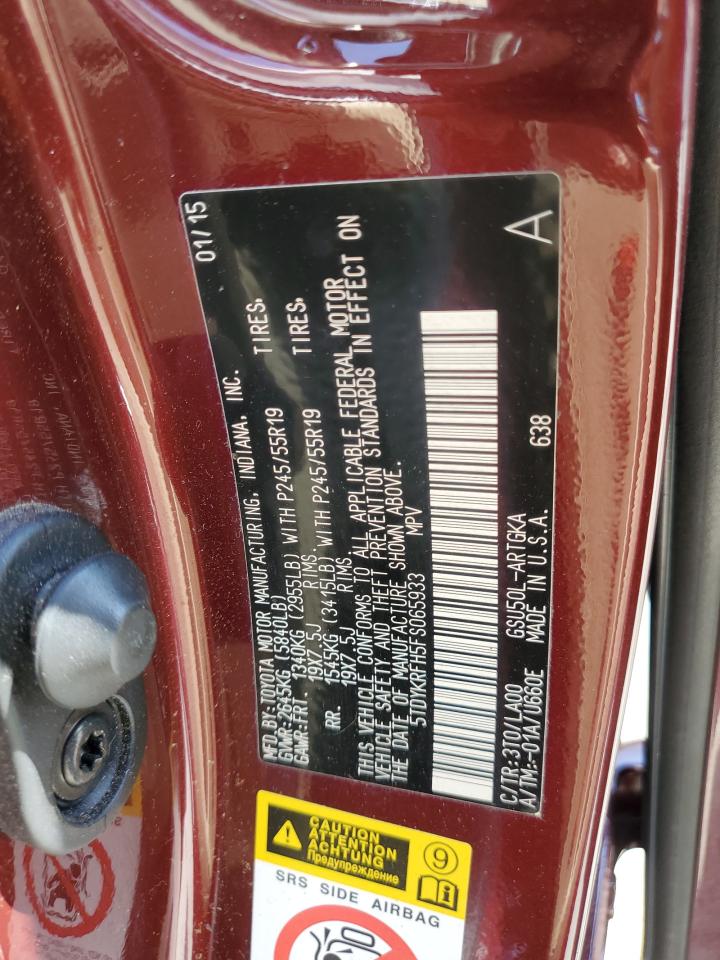 01/15
MFD. BY: TOYOTA MOTOR MANUFACTURING, INDIANA, INC.
GVWR 2645KG (5840LB)
GAWR FRT. 1340KG (2955LB) WITH P245/55R19 TIRES,
19X7.5J RIMS.
RR. 1545KG (3415LB) WITH P245/55R19 TIRES,
19X7.5J RIMS.
THIS VEHICLE CONFORMS TO ALL APPLICABLE FEDERAL MOTOR
VEHICLE SAFETY AND THEFT PREVENTION STANDARDS IN EFFECT ON
THE DATE OF MANUFACTURE SHOWN ABOVE.
5TDYKRFH5FS065933 MPV
C/TR:3T0/LA00 GSU50L-ARTGKA 638
A/TM:-01A/U660E MADE IN U.S.A.
A
CAUTION
ATTENTION
ACHTUNG
Предупреждение
9
SRS SIDE AIRBAG